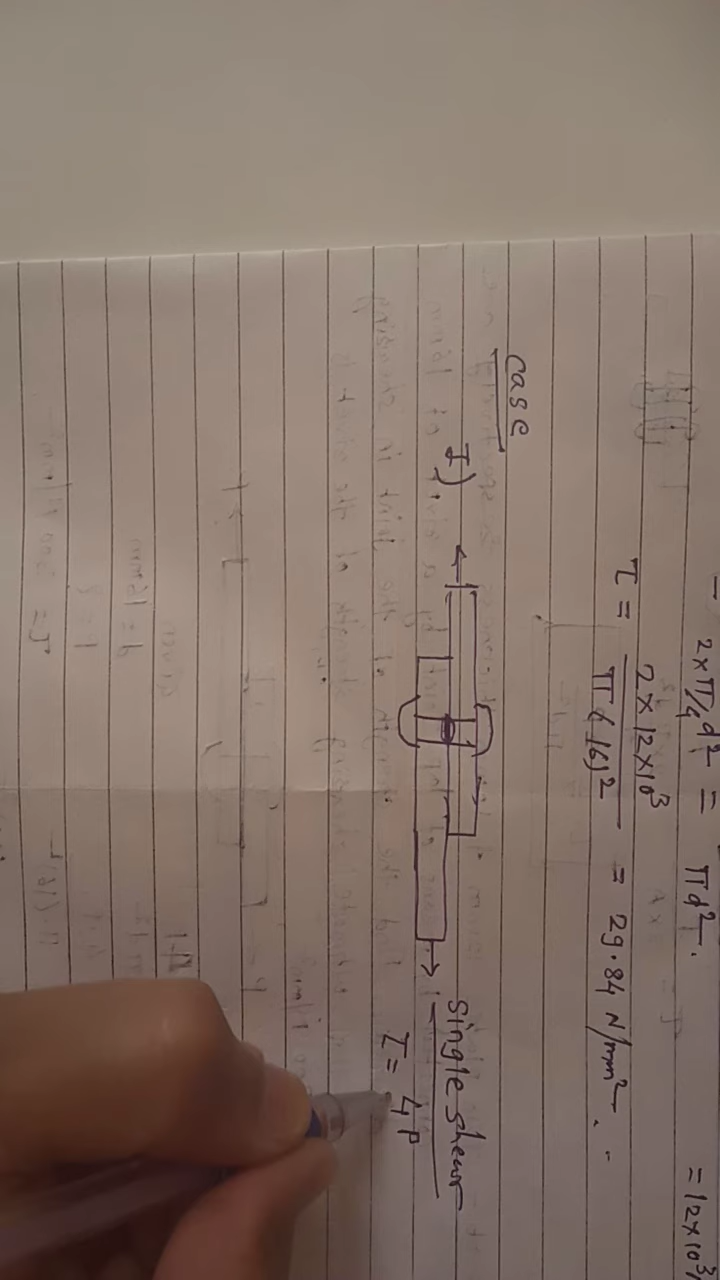 = 12×10³
2×π/4 d² = πd².
τ = 2×12×10³ / π(16)² = 29.84 N/mm².
Case
I)
Single shear
τ = 4P